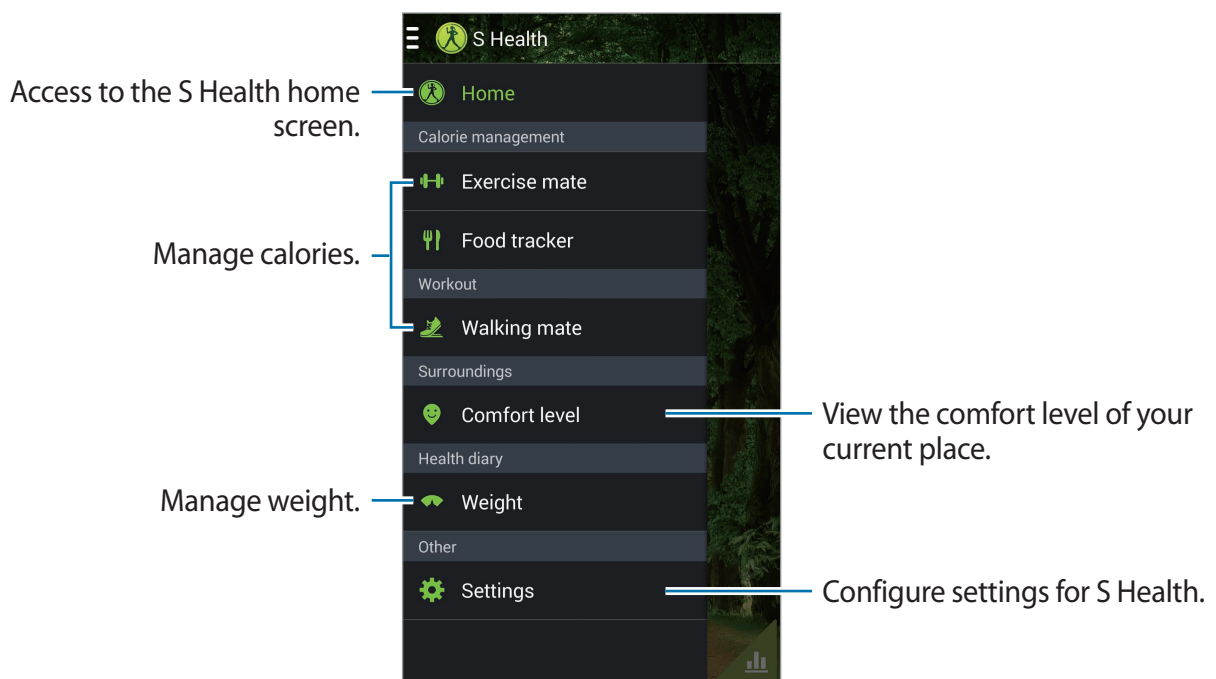 S Health
Access to the S Health home
screen.
Home
Calorie management
Exercise mate
Manage calories.
Food tracker
Workout
Walking mate
Surroundings
Comfort level
View the comfort level of your
current place.
Health diary
Manage weight.
Weight
Other
Settings
Configure settings for S Health.